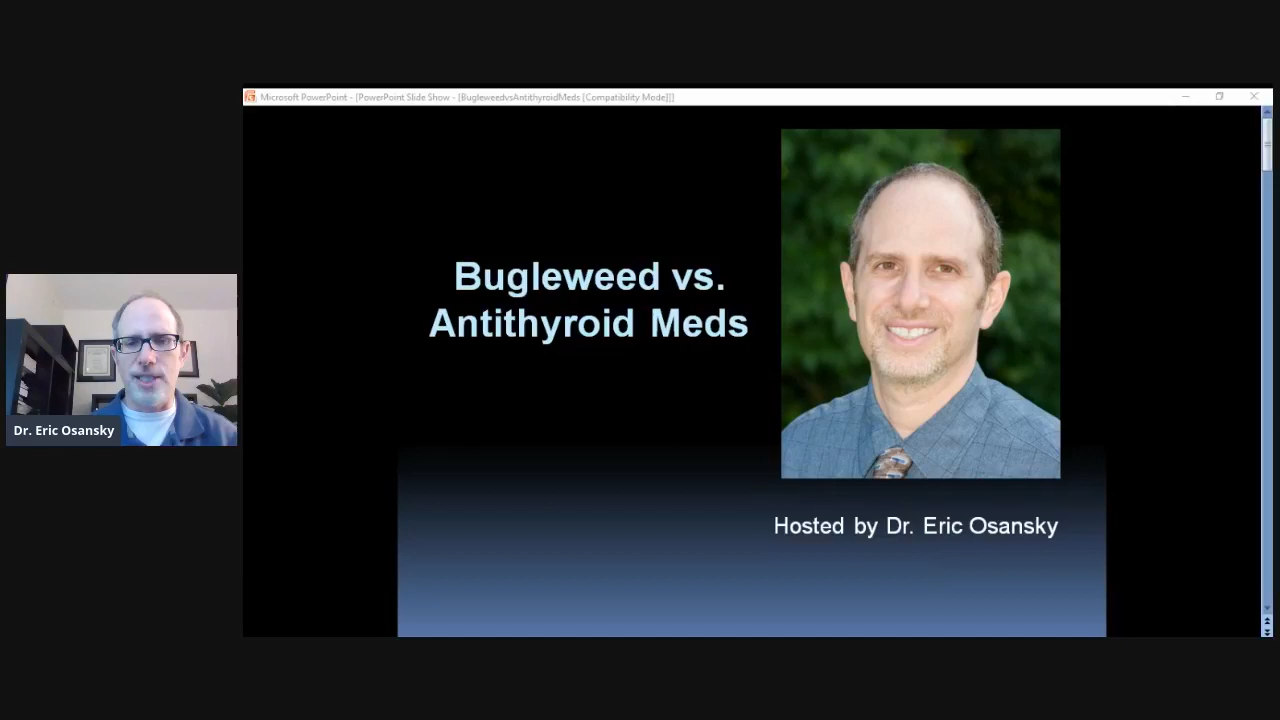 Microsoft PowerPoint - [PowerPoint Slide Show - [BugleweedvsAntithyroidMeds [Compatibility Mode]]]
Bugleweed vs.
Antithyroid Meds
Dr. Eric Osansky
Hosted by Dr. Eric Osansky